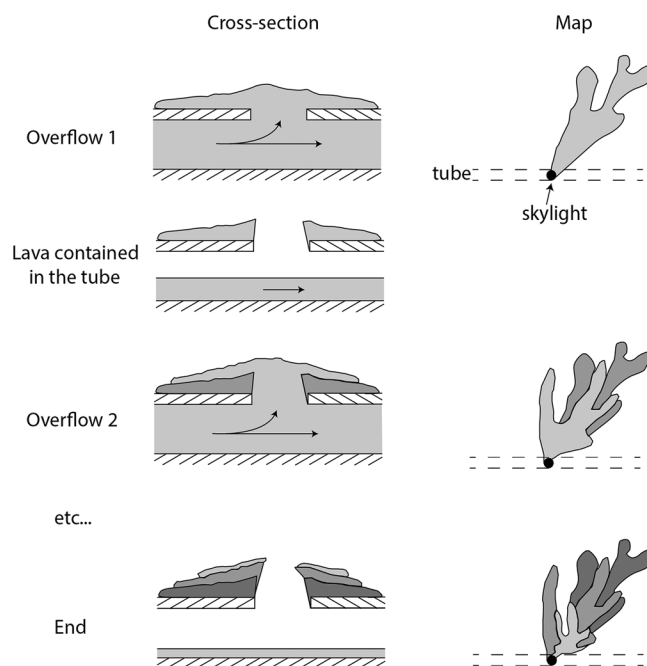 Cross-section
Map
Overflow 1
tube
skylight
Lava contained
in the tube
Overflow 2
etc...
End